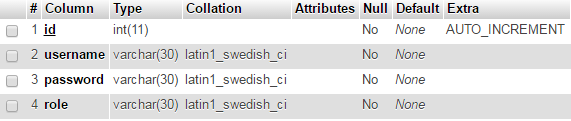 # Column Type Collation Attributes Null Default Extra
1 id int(11) No None AUTO_INCREMENT
2 username varchar(30) latin1_swedish_ci No None
3 password varchar(30) latin1_swedish_ci No None
4 role varchar(30) latin1_swedish_ci No None